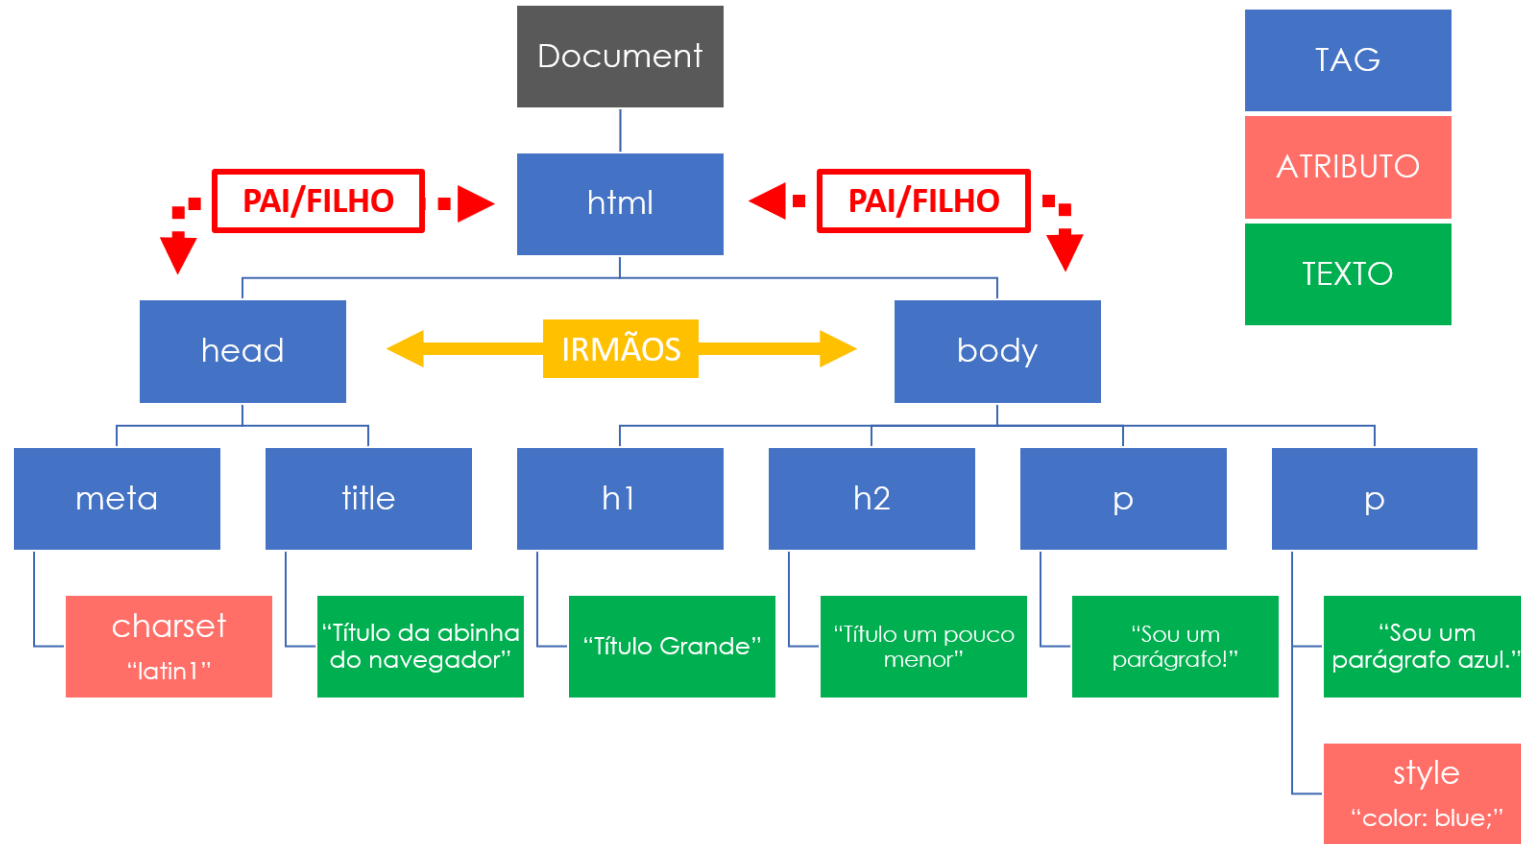 Document
TAG
ATRIBUTO
TEXTO
PAI/FILHO
html
PAI/FILHO
head
IRMÃOS
body
meta
title
h1
h2
p
p
charset
“latin1”
“Título da abinha
do navegador”
“Título Grande”
“Título um pouco
menor”
“Sou um
parágrafo!”
“Sou um
parágrafo azul.”
style
“color: blue;”